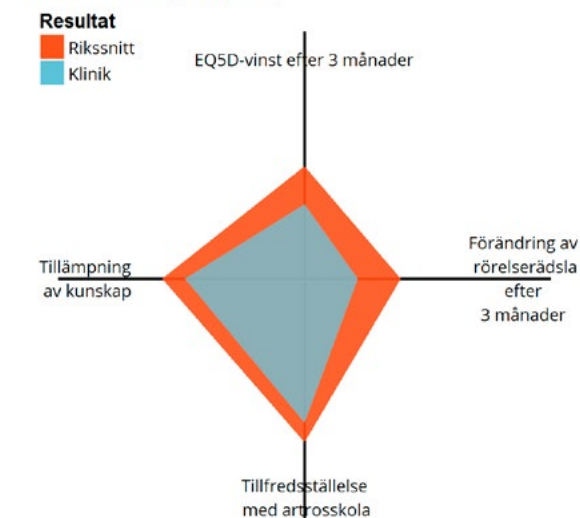 Resultat
Rikssnitt
Klinik
EQ5D-vinst efter 3 månader
Förändring av
rörelserädsla
efter
3 månader
Tillämpning
av kunskap
Tillfredsställelse
med artrosskola